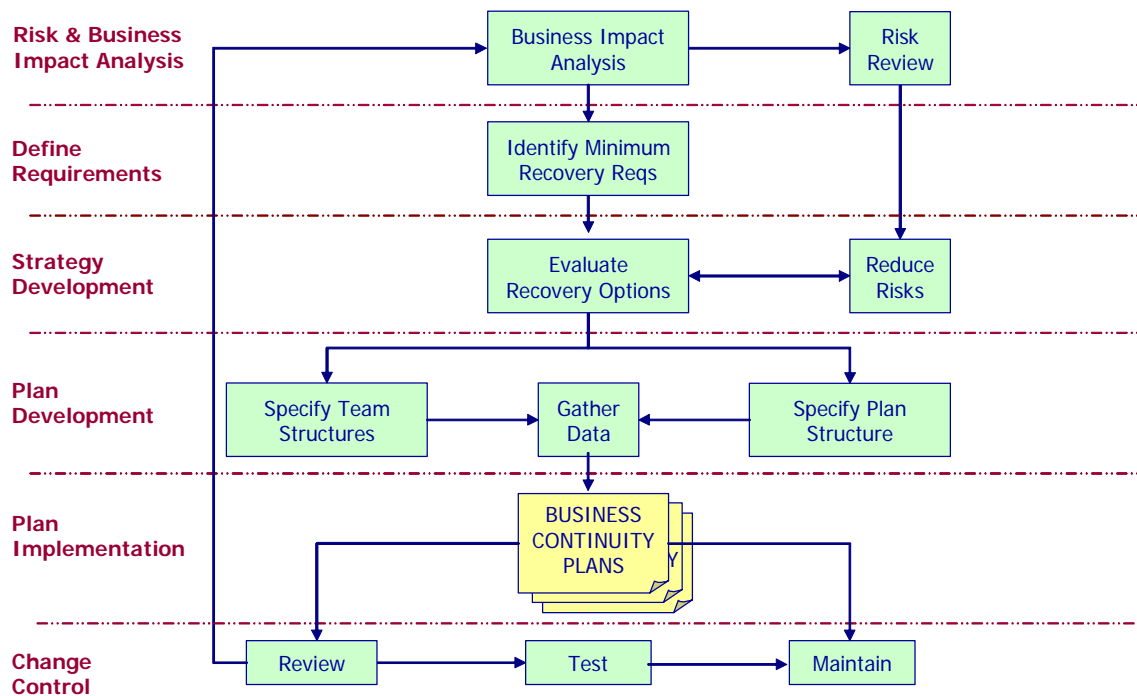 Risk & Business
Impact Analysis
Business Impact
Analysis
Risk
Review
Define
Requirements
Identify Minimum
Recovery Reqs
Strategy
Development
Evaluate
Recovery Options
Reduce
Risks
Plan
Development
Specify Team
Structures
Gather
Data
Specify Plan
Structure
Plan
Implementation
BUSINESS
CONTINUITY
PLANS
Y
Change
Control
Review
Test
Maintain